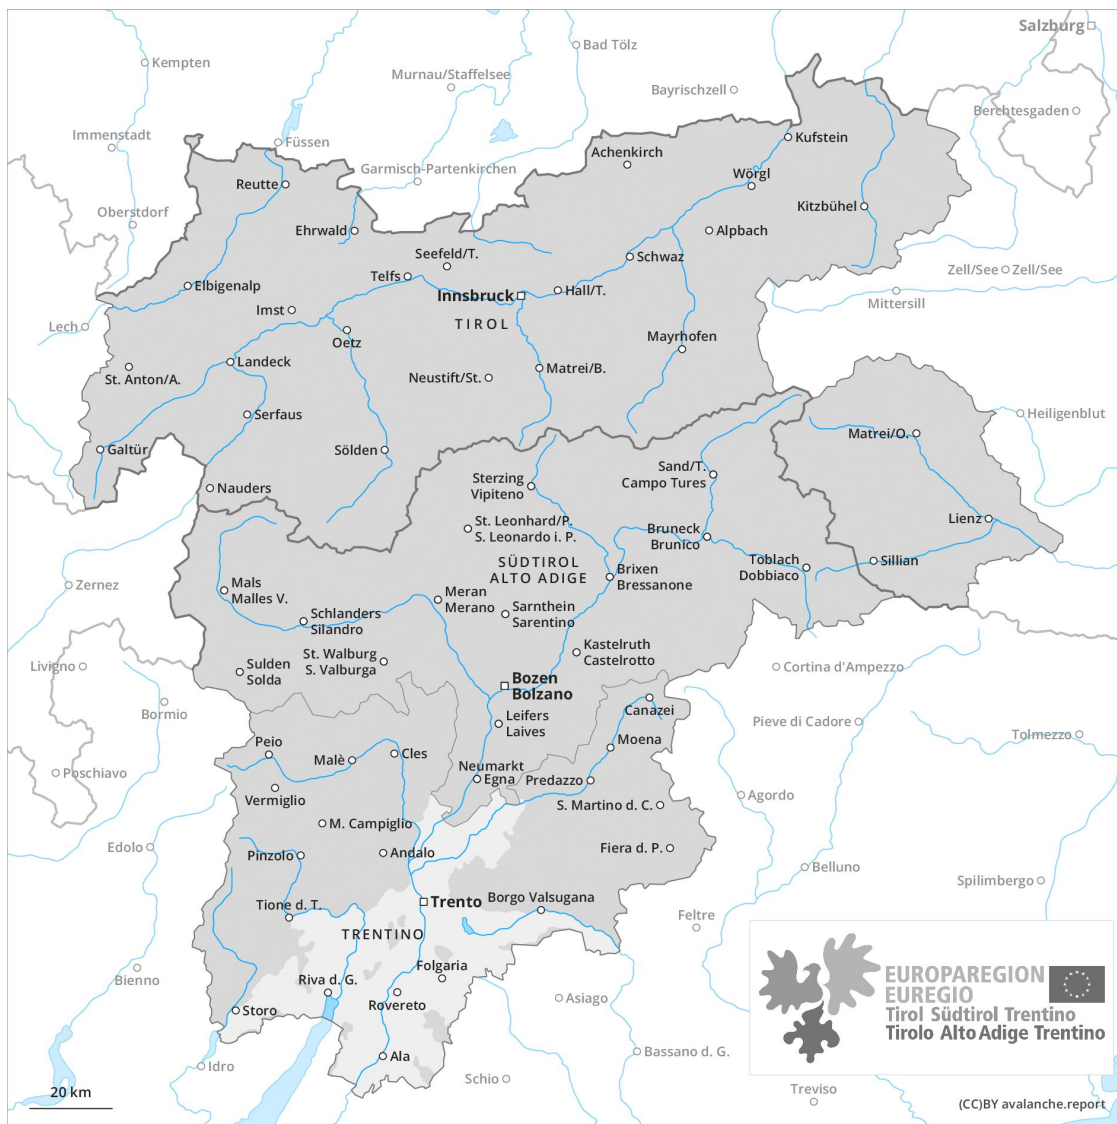 Salzburg
Bad Tölz
Kempten
Murnau/Staffelsee
Bayrischzell
Berchtesgaden
Immenstadt
Füssen
Kufstein
Achenkirch
Garmisch-Partenkirchen
Wörgl
Reutte
Kitzbühel
Oberstdorf
Ehrwald
Alpbach
Seefeld/T.
Schwaz
Telfs
Zell/See
Zell/See
Elbigenalp
Hall/T.
Innsbruck
Mittersill
Imst
TIROL
Lech
Oetz
Mayrhofen
Landeck
Matrei/B.
St. Anton/A.
Neustift/St.
Serfaus
Heiligenblut
Matrei/O.
Galtür
Sölden
Sand/T.
Campo Tures
Sterzing
Vipiteno
Nauders
Lienz
St. Leonhard/P.
S. Leonardo i. P.
Bruneck
Brunico
SÜDTIROL
ALTO ADIGE
Toblach
Dobbiaco
Sillian
Brixen
Bressanone
Zernez
Mals
Malles V.
Meran
Merano
Sarnthein
Sarentino
Schlanders
Silandro
Kastelruth
Castelrotto
St. Walburg
S. Valburga
Livigno
Sulden
Solda
Cortina d'Ampezzo
Bozen
Bolzano
Bormio
Canazei
Leifers
Laives
Pieve di Cadore
Tolmezzo
Peio
Moena
Malè
Cles
Poschiavo
Neumarkt
Egna
Predazzo
Vermiglio
S. Martino d. C.
Agordo
M. Campiglio
Edolo
Pinzolo
Andalo
Fiera d. P.
Belluno
Spilimbergo
Tione d. T.
Trento
Borgo Valsugana
Feltre
TRENTINO
Folgaria
Bienno
Riva d. G.
Rovereto
Asiago
Storo
EUROPAREGION
EUREGIO
Tirol Südtirol Trentino
Tirolo Alto Adige Trentino
Ala
Idro
Bassano d. G.
Schio
Treviso
20 km
(CC)BY avalanche.report